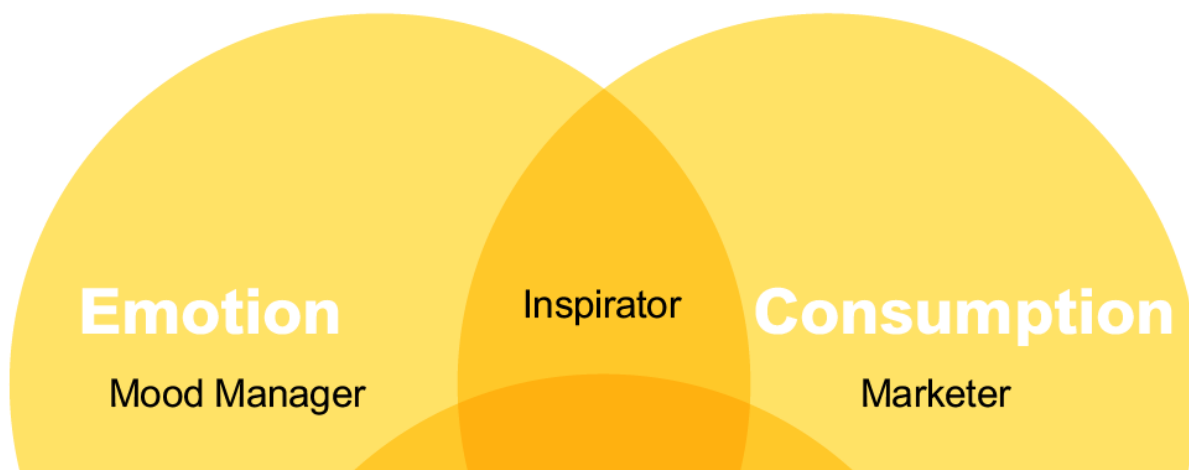 Emotion
Mood Manager
Inspirator
Consumption
Marketer